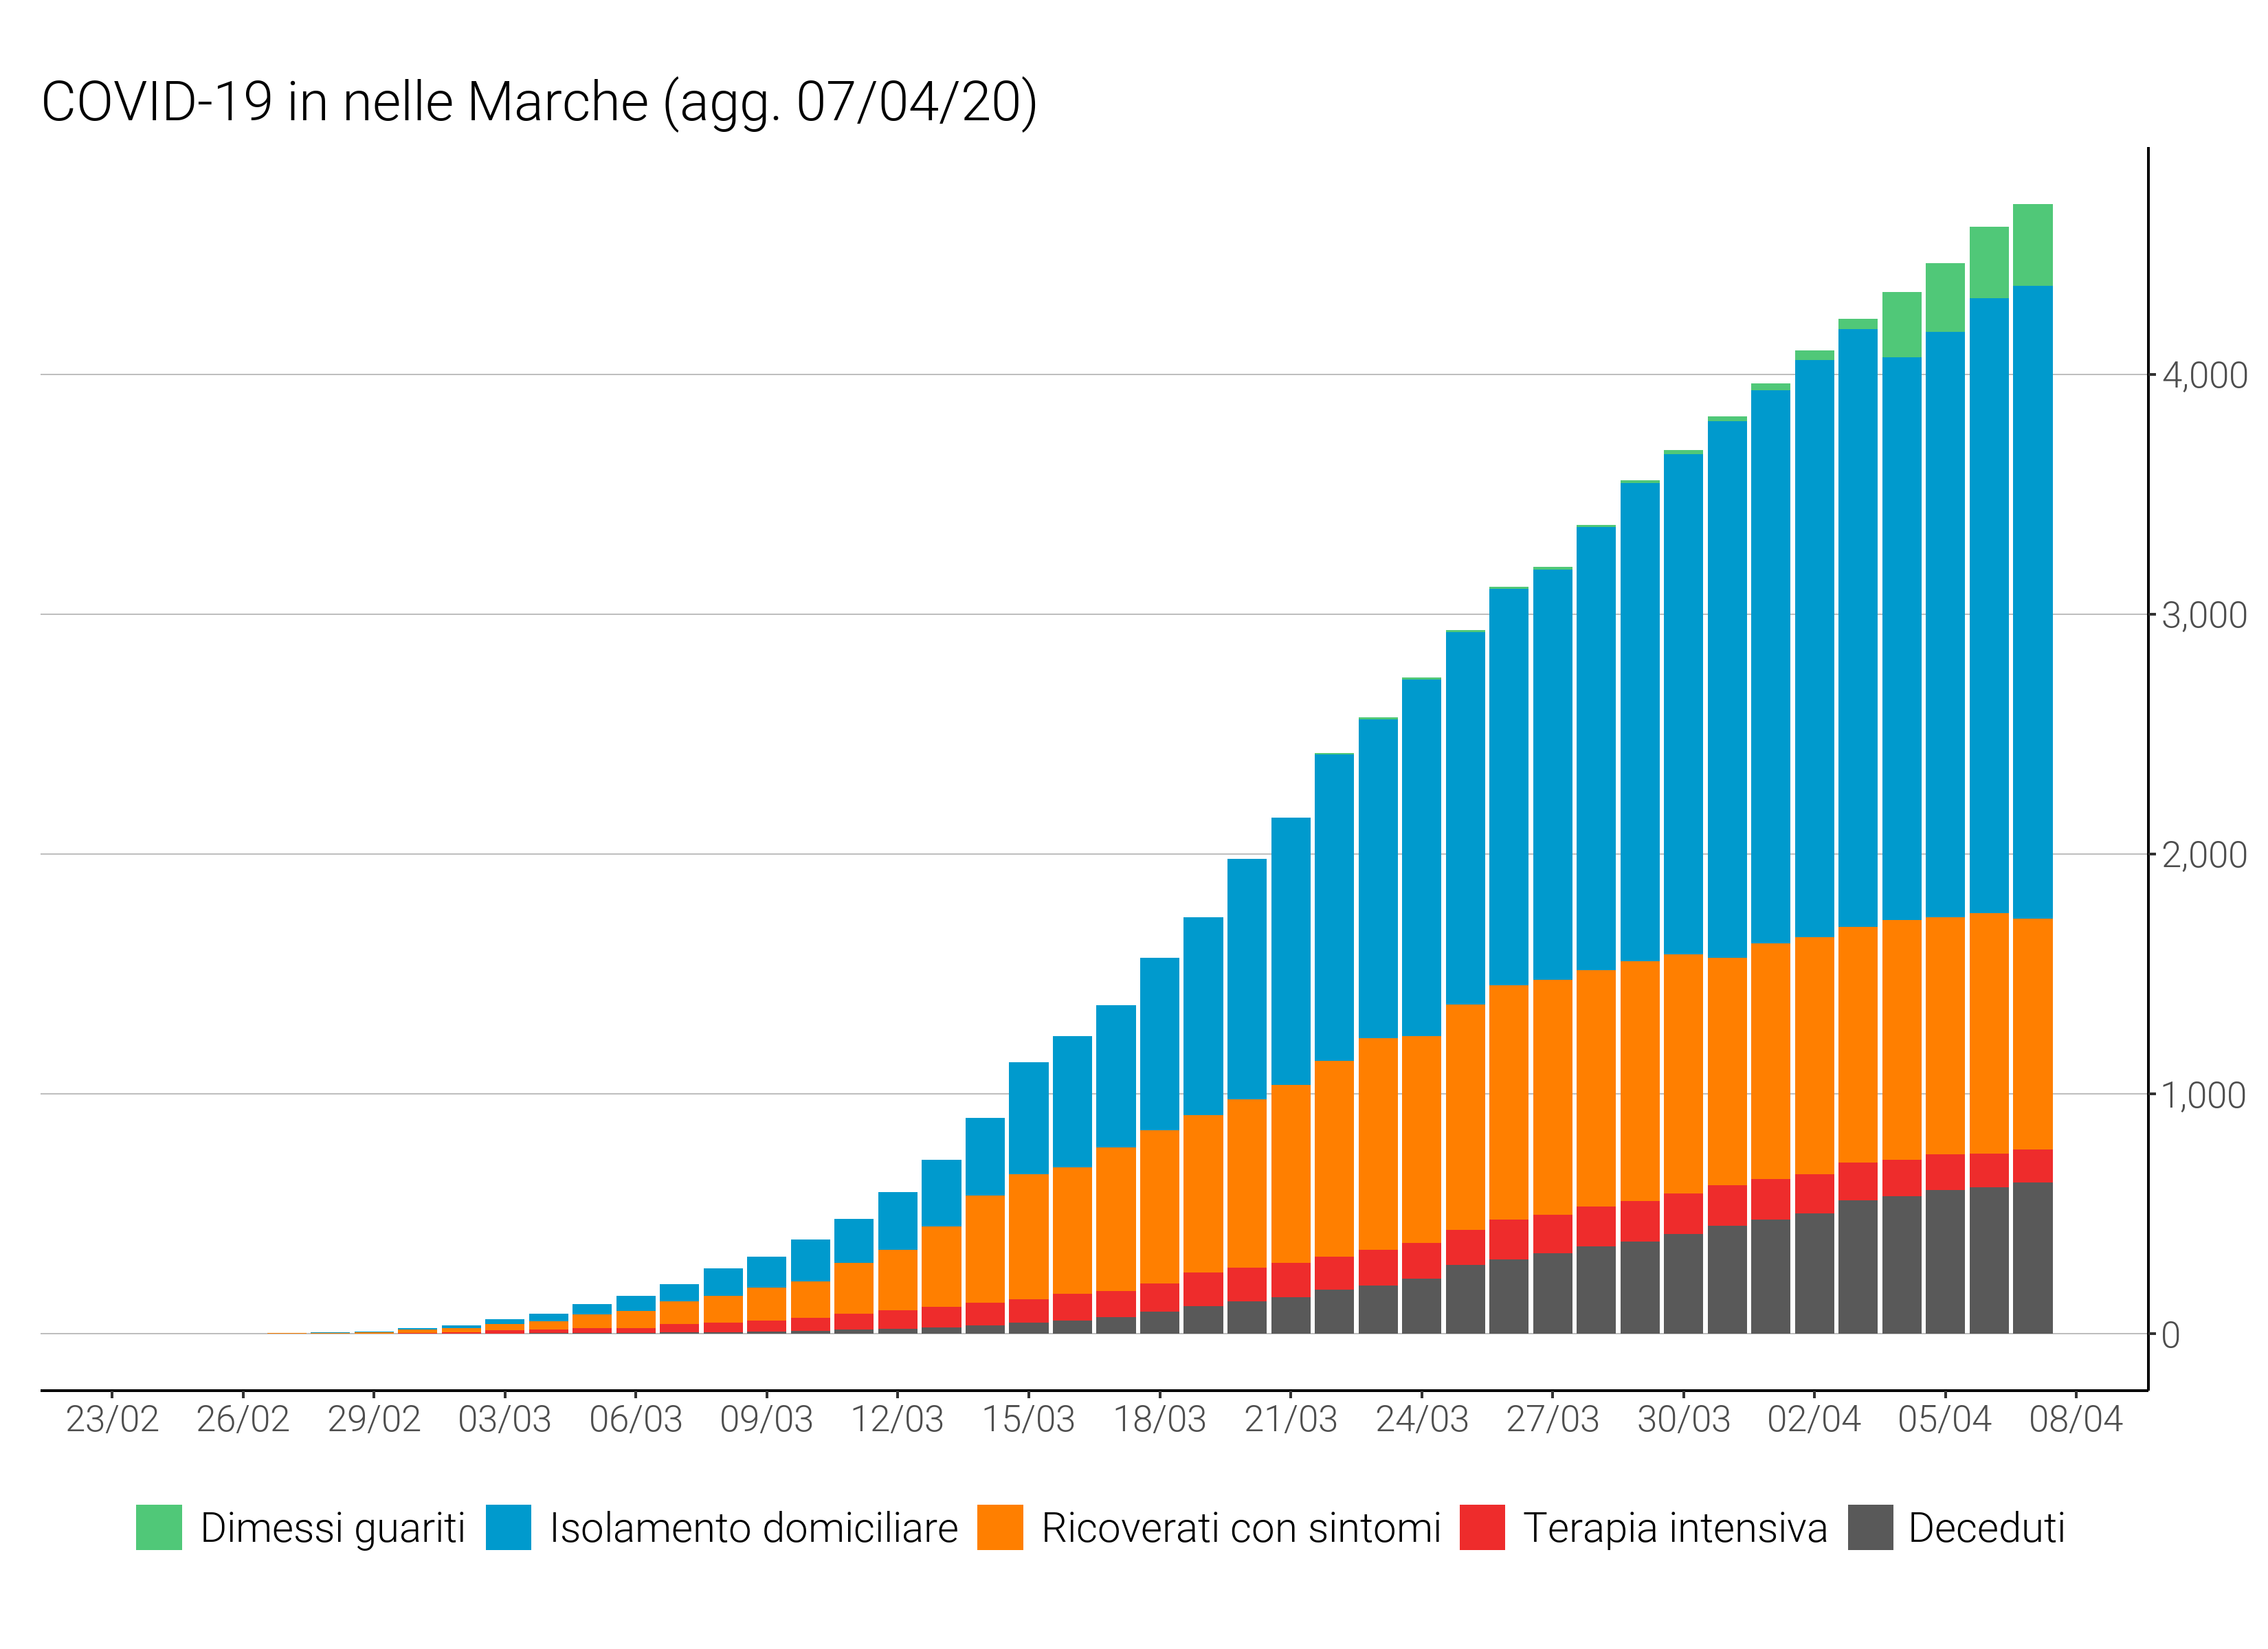 COVID-19 in nelle Marche (agg. 07/04/20)
4,000
3,000
2,000
1,000
0
23/02 26/02 29/02 03/03 06/03 09/03 12/03 15/03 18/03 21/03 24/03 27/03 30/03 02/04 05/04 08/04
Dimessi guariti Isolamento domiciliare Ricoverati con sintomi Terapia intensiva Deceduti